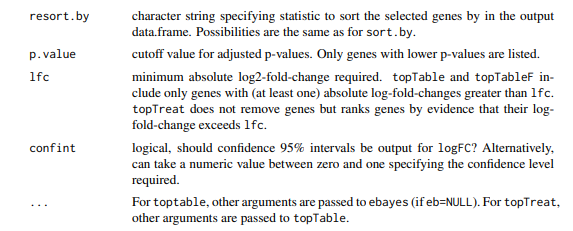 resort.by character string specifying statistic to sort the selected genes by in the output
data.frame. Possibilities are the same as for sort.by.
p.value cutoff value for adjusted p-values. Only genes with lower p-values are listed.
lfc minimum absolute log2-fold-change required. topTable and topTableF in-
clude only genes with (at least one) absolute log-fold-changes greater than lfc.
topTreat does not remove genes but ranks genes by evidence that their log-
fold-change exceeds lfc.
confint logical, should confidence 95% intervals be output for logFC? Alternatively,
can take a numeric value between zero and one specifying the confidence level
required.
... For toptable, other arguments are passed to ebayes (if eb=NULL). For topTreat,
other arguments are passed to topTable.